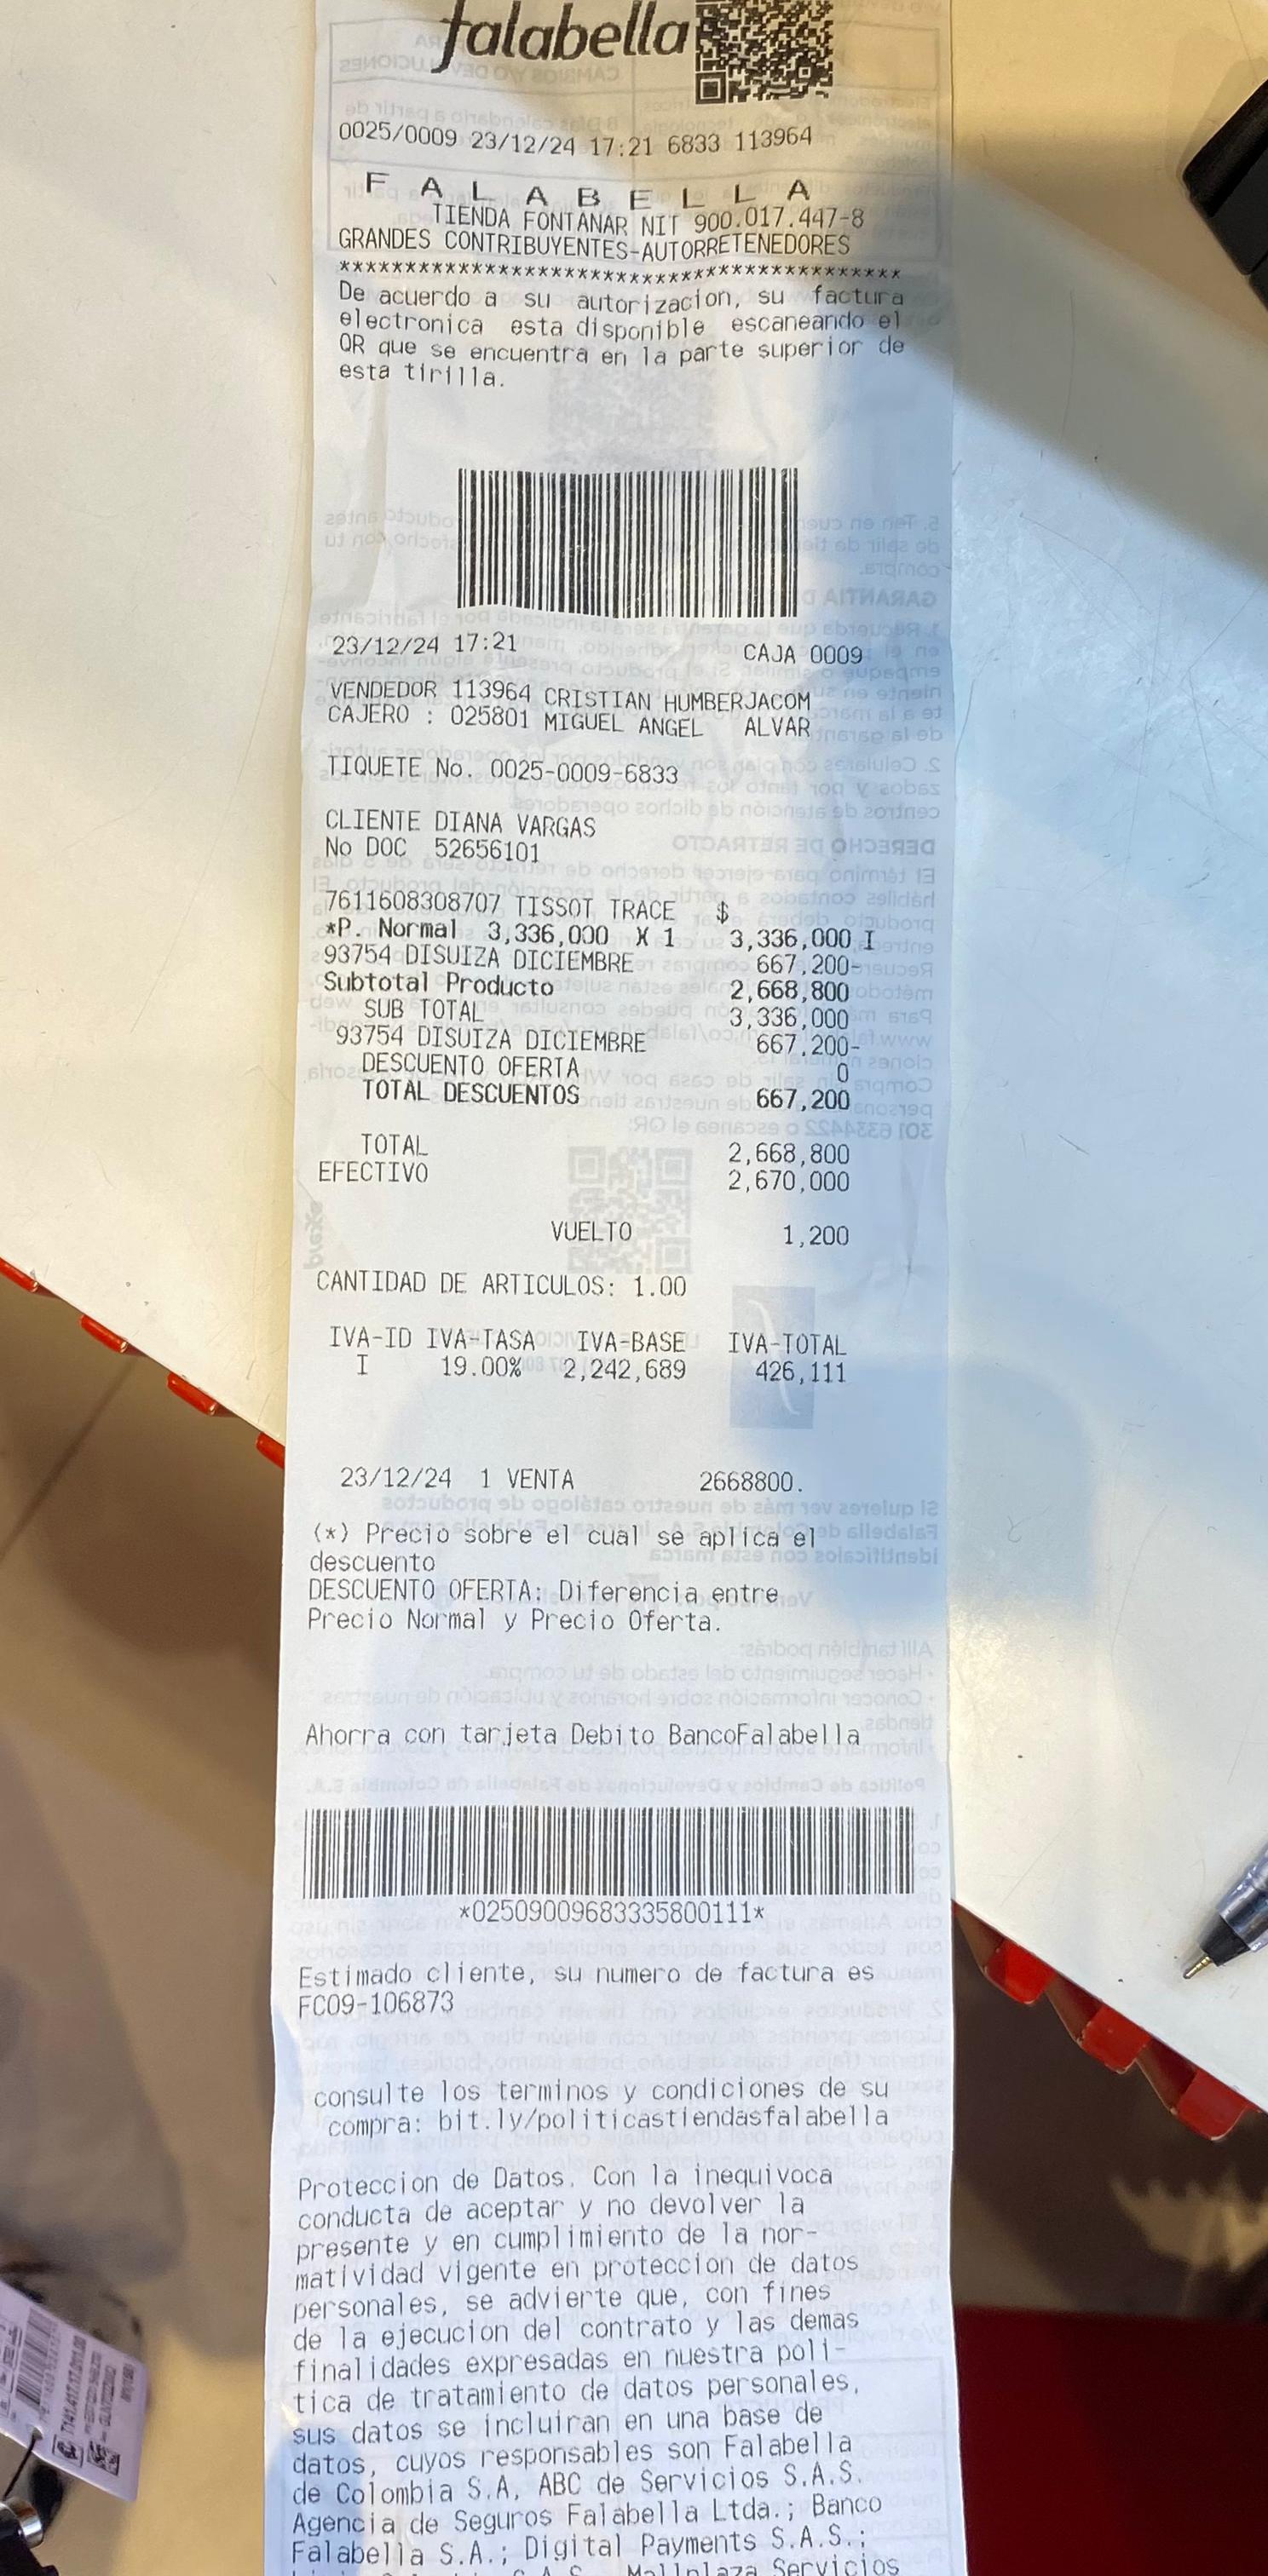 falabella
0025/0009 23/12/24 17:21 6833 113964
F A L A B E L L A
TIENDA FONTANAR NIT 900.017.447-8
GRANDES CONTRIBUYENTES-AUTORRETENEDORES
*******************************************
De acuerdo a su autorizacion, su factura
electronica esta disponible escaneando el
QR que se encuentra en la parte superior de
esta tirilla.
23/12/24 17:21 CAJA 0009
VENDEDOR 113964 CRISTIAN HUMBERJACOM
CAJERO : 025801 MIGUEL ANGEL ALVAR
TIQUETE No. 0025-0009-6833
CLIENTE DIANA VARGAS
No DOC 52656101
7611608308707 TISSOT TRACE $
*P. Normal 3,336,000 X 1 3,336,000 I
93754 DISUIZA DICIEMBRE 667,200-
Subtotal Producto 2,668,800
SUB TOTAL 3,336,000
93754 DISUIZA DICIEMBRE 667,200-
DESCUENTO OFERTA 0
TOTAL DESCUENTOS 667,200
TOTAL 2,668,800
EFECTIVO 2,670,000
VUELTO 1,200
CANTIDAD DE ARTICULOS: 1.00
IVA-ID IVA-TASA IVA-BASE IVA-TOTAL
I 19.00% 2,242,689 426,111
23/12/24 1 VENTA 2668800.
(*) Precio sobre el cual se aplica el
descuento
DESCUENTO OFERTA: Diferencia entre
Precio Normal y Precio Oferta.
Ahorra con tarjeta Debito BancoFalabella
*02509009683335800111*
Estimado cliente, su numero de factura es
FC09-106873
consulte los terminos y condiciones de su
compra: bit.ly/politicastiendasfalabella
Proteccion de Datos. Con la inequivoca
conducta de aceptar y no devolver la
presente y en cumplimiento de la nor-
matividad vigente en proteccion de datos
personales, se advierte que, con fines
de la ejecucion del contrato y las demas
finalidades expresadas en nuestra poli-
tica de tratamiento de datos personales,
sus datos se incluiran en una base de
datos, cuyos responsables son Falabella
de Colombia S.A, ABC de Servicios S.A.S.
Agencia de Seguros Falabella Ltda.; Banco
Falabella S.A.; Digital Payments S.A.S.;
Mallplaza Servicios